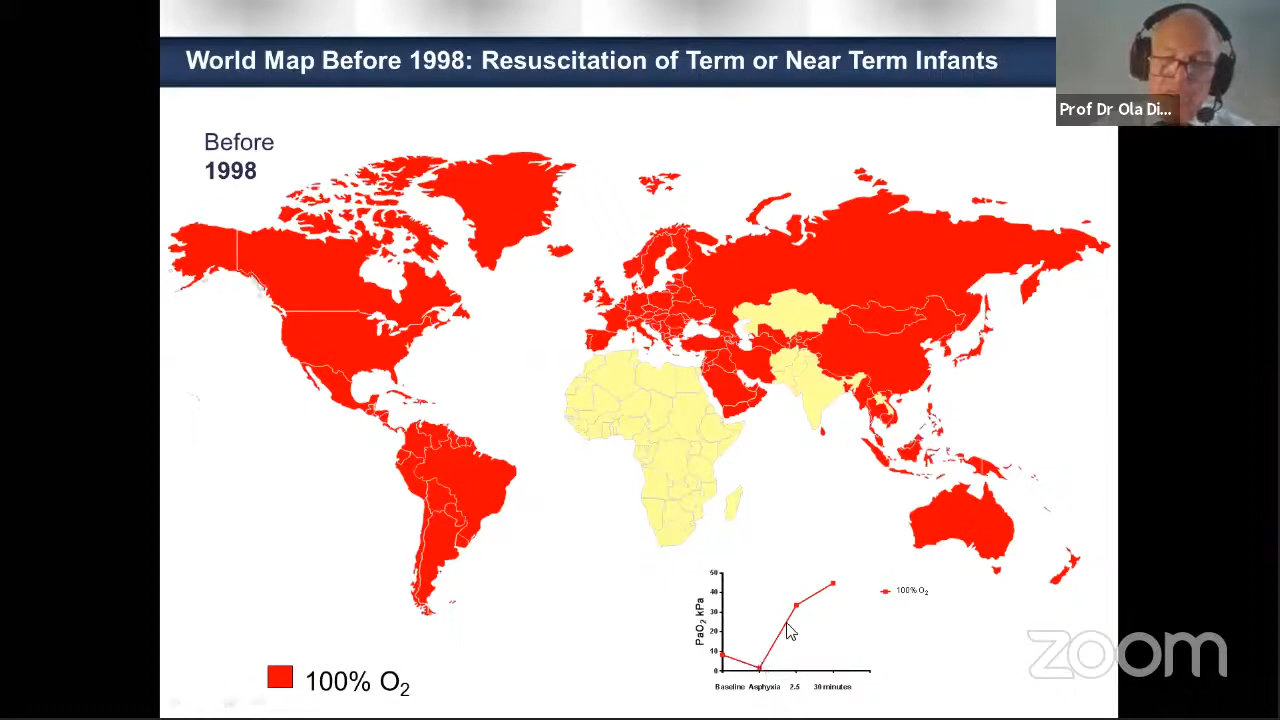 World Map Before 1998: Resuscitation of Term or Near Term Infants
Prof Dr Ola Di...
Before
1998
50
40
30
20
10
0
PaO₂ kPa
Baseline Asphyxia 2.5 30 minutes
100% O₂
100% O₂
zoom